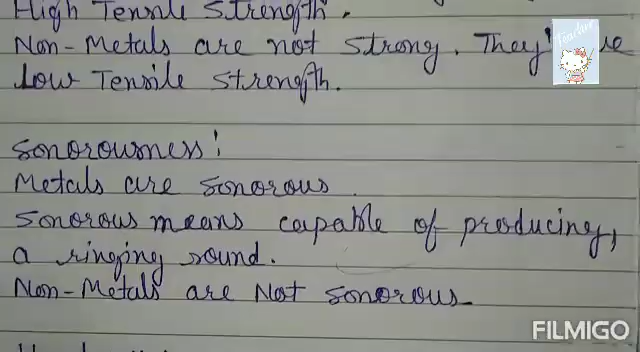 High Tensile Strength.
Non-Metals are not strong. They
Low Tensile strength.
Sonorousness:
Metals are sonorous.
Sonorous means capable of producing,
a ringing sound.
Non-Metals are Not sonorous
FILMIGO